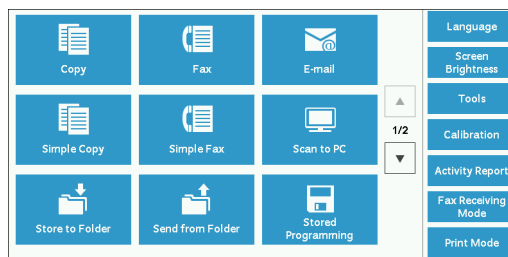 Copy
Fax
E-mail
Simple Copy
Simple Fax
Scan to PC
Store to Folder
Send from Folder
Stored
Programming
1/2
Language
Screen
Brightness
Tools
Calibration
Activity Report
Fax Receiving
Mode
Print Mode